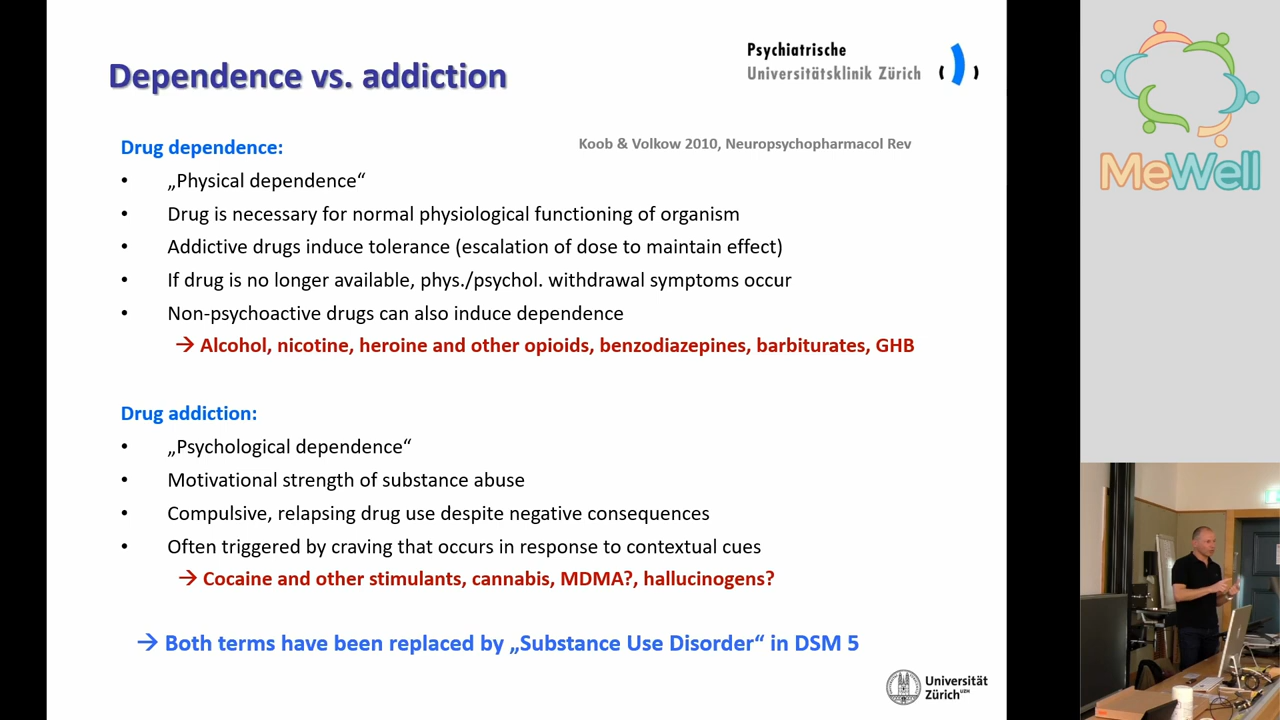 Dependence vs. addiction
Psychiatrische
Universitätsklinik Zürich
Drug dependence:
Koob & Volkow 2010, Neuropsychopharmacol Rev
• „Physical dependence“
• Drug is necessary for normal physiological functioning of organism
• Addictive drugs induce tolerance (escalation of dose to maintain effect)
• If drug is no longer available, phys./psychol. withdrawal symptoms occur
• Non-psychoactive drugs can also induce dependence
→ Alcohol, nicotine, heroine and other opioids, benzodiazepines, barbiturates, GHB
Drug addiction:
• „Psychological dependence“
• Motivational strength of substance abuse
• Compulsive, relapsing drug use despite negative consequences
• Often triggered by craving that occurs in response to contextual cues
→ Cocaine and other stimulants, cannabis, MDMA?, hallucinogens?
→ Both terms have been replaced by „Substance Use Disorder“ in DSM 5
Universität
Zürich UZH
MeWell